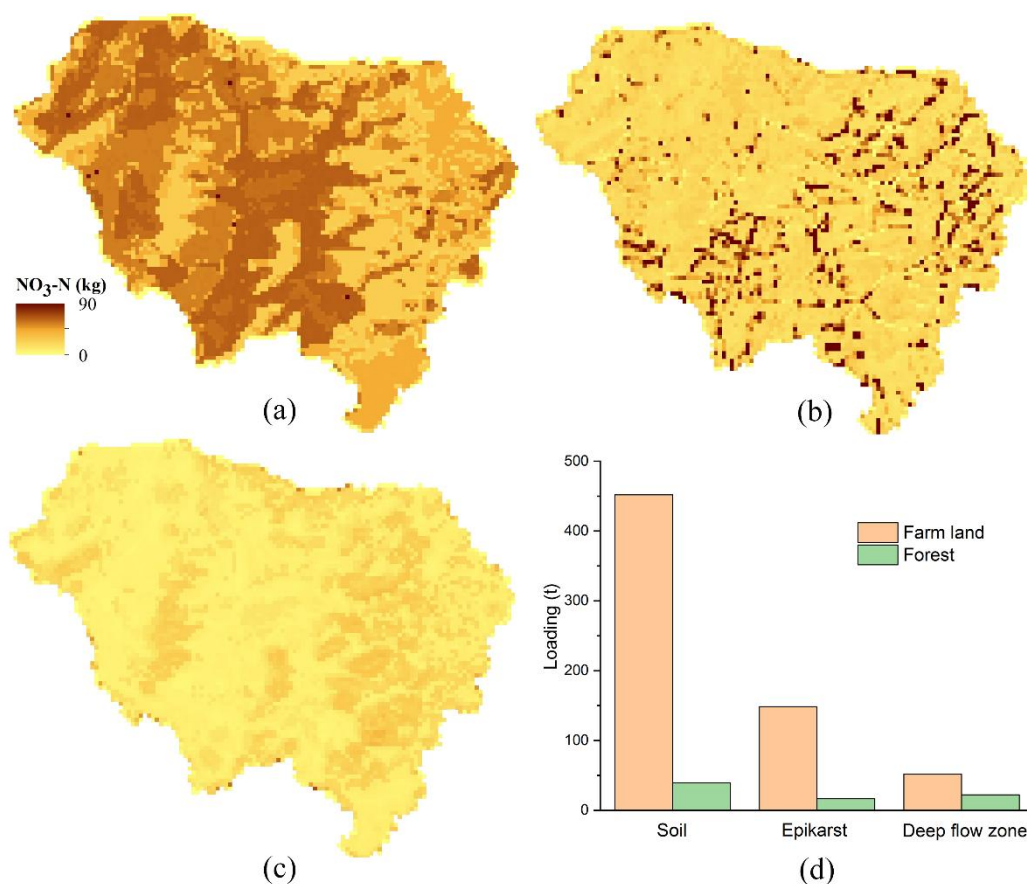 NO3-N (kg)
90
0
(a)
(b)
(c)
500
400
300
200
100
0
Loading (t)
Farm land
Forest
Soil Epikarst Deep flow zone
(d)